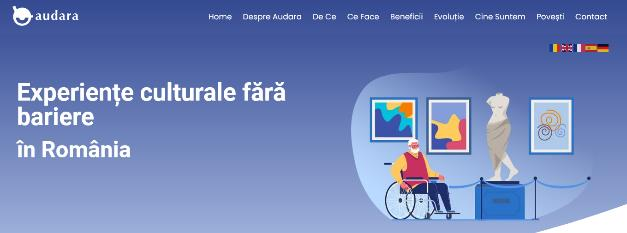 audara
Home Despre Audara De Ce Ce Face Beneficii Evoluție Cine Suntem Povești Contact
Experiențe culturale fără
bariere
în România